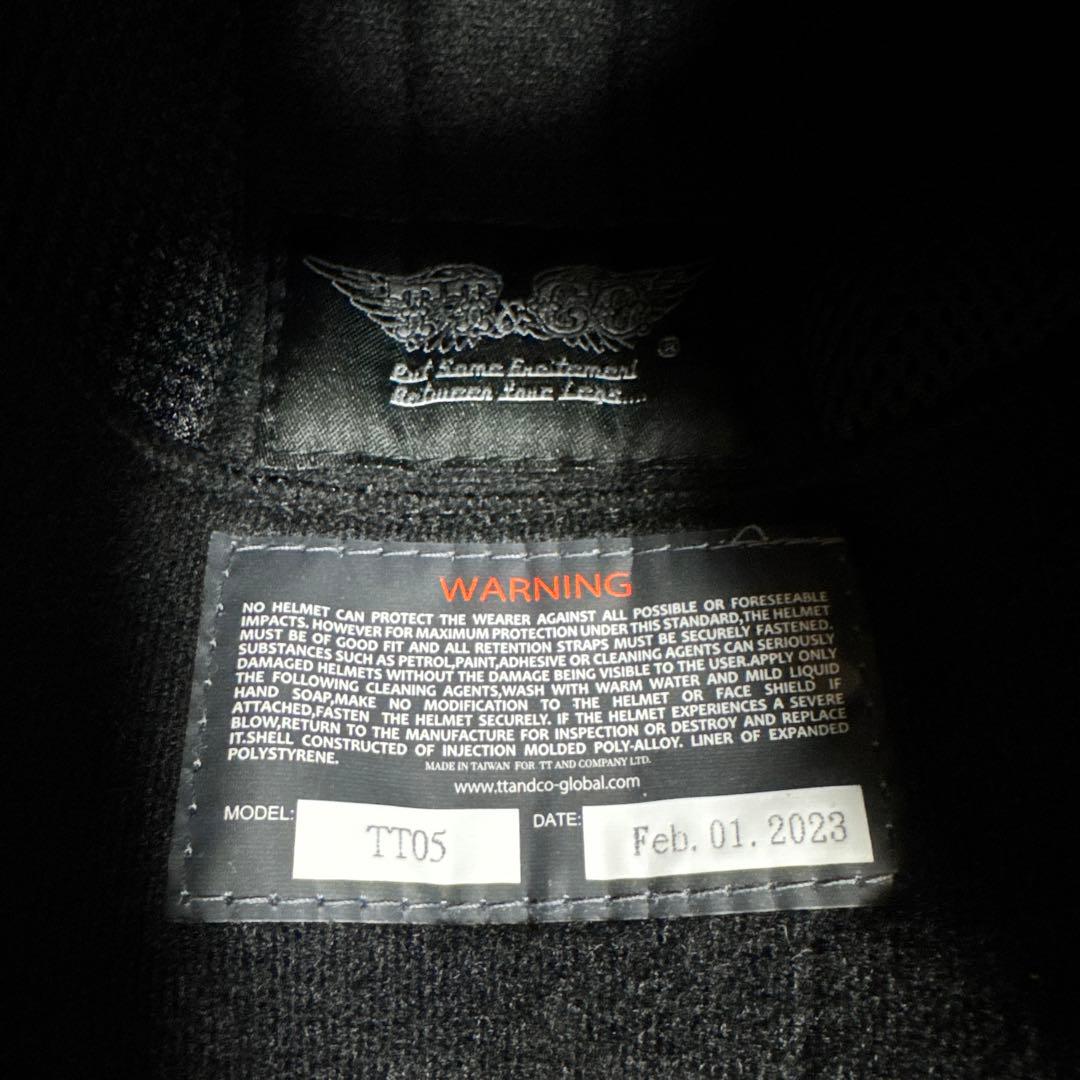 TT&CO.
®
Put Some Excitement
Between Your Legs....
WARNING
NO HELMET CAN PROTECT THE WEARER AGAINST ALL POSSIBLE OR FORESEEABLE
IMPACTS. HOWEVER FOR MAXIMUM PROTECTION UNDER THIS STANDARD,THE HELMET
MUST BE OF GOOD FIT AND ALL RETENTION STRAPS MUST BE SECURELY FASTENED.
SUBSTANCES SUCH AS PETROL,PAINT,ADHESIVE OR CLEANING AGENTS CAN SERIOUSLY
DAMAGED HELMETS WITHOUT THE DAMAGE BEING VISIBLE TO THE USER.APPLY ONLY
THE FOLLOWING CLEANING AGENTS,WASH WITH WARM WATER AND MILD LIQUID
HAND SOAP,MAKE NO MODIFICATION TO THE HELMET OR FACE SHIELD IF
ATTACHED,FASTEN THE HELMET SECURELY. IF THE HELMET EXPERIENCES A SEVERE
BLOW,RETURN TO THE MANUFACTURE FOR INSPECTION OR DESTROY AND REPLACE
IT.SHELL CONSTRUCTED OF INJECTION MOLDED POLY-ALLOY. LINER OF EXPANDED
POLYSTYRENE.
MADE IN TAIWAN FOR TT AND COMPANY LTD.
www.ttandco-global.com
MODEL: TT05 DATE: Feb. 01. 2023